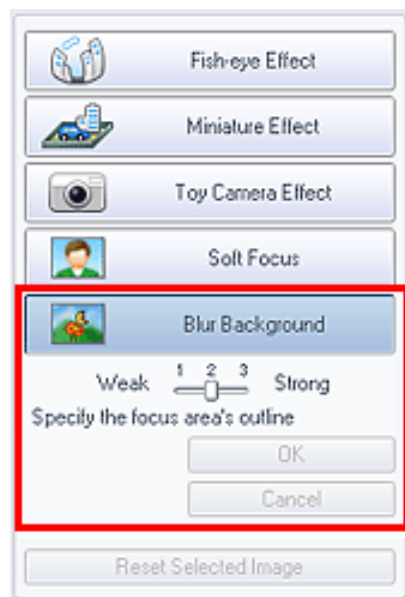 Fish-eye Effect
Miniature Effect
Toy Camera Effect
Soft Focus
Blur Background
1 2 3
Weak Strong
Specify the focus area's outline
OK
Cancel
Reset Selected Image